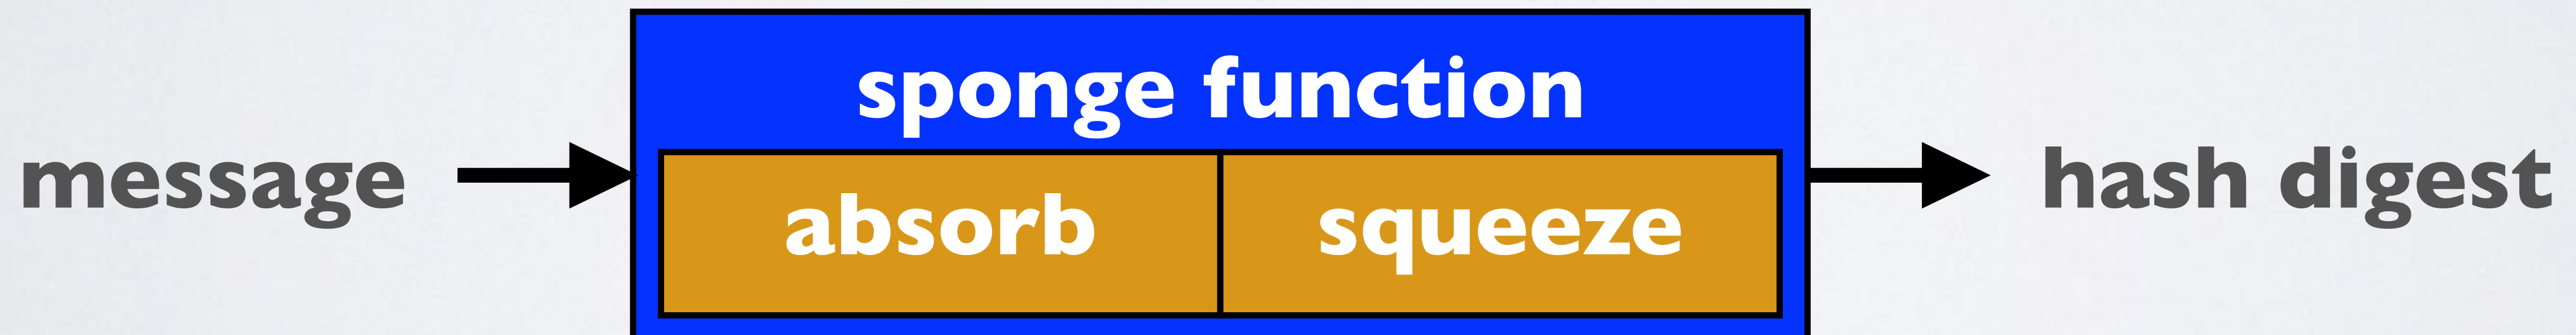 sponge function
message
absorb
squeeze
hash digest